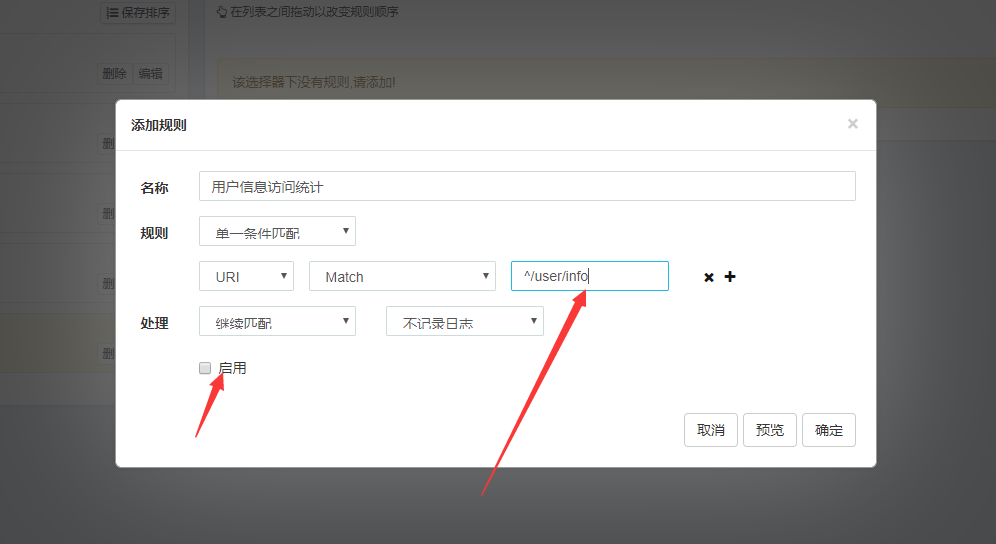 保存排序
在列表之间拖动以改变规则顺序
删除 编辑
该选择器下没有规则,请添加!
添加规则 ×
删
名称 用户信息访问统计
删
规则 单一条件匹配
URI Match ^/user/info
删
处理 继续匹配 不记录日志
删
启用
取消 预览 确定